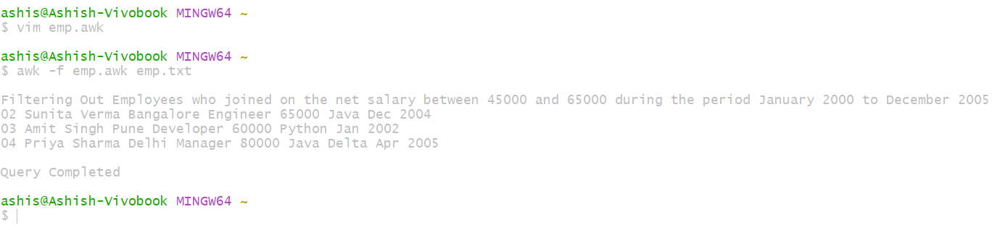 ashis@Ashish-Vivobook MINGW64 ~
$ vim emp.awk
ashis@Ashish-Vivobook MINGW64 ~
$ awk -f emp.awk emp.txt
Filtering Out Employees who joined on the net salary between 45000 and 65000 during the period January 2000 to December 2005
02 Sunita Verma Bangalore Engineer 65000 Java Dec 2004
03 Amit Singh Pune Developer 60000 Python Jan 2002
04 Priya Sharma Delhi Manager 80000 Java Delta Apr 2005
Query Completed
ashis@Ashish-Vivobook MINGW64 ~
$